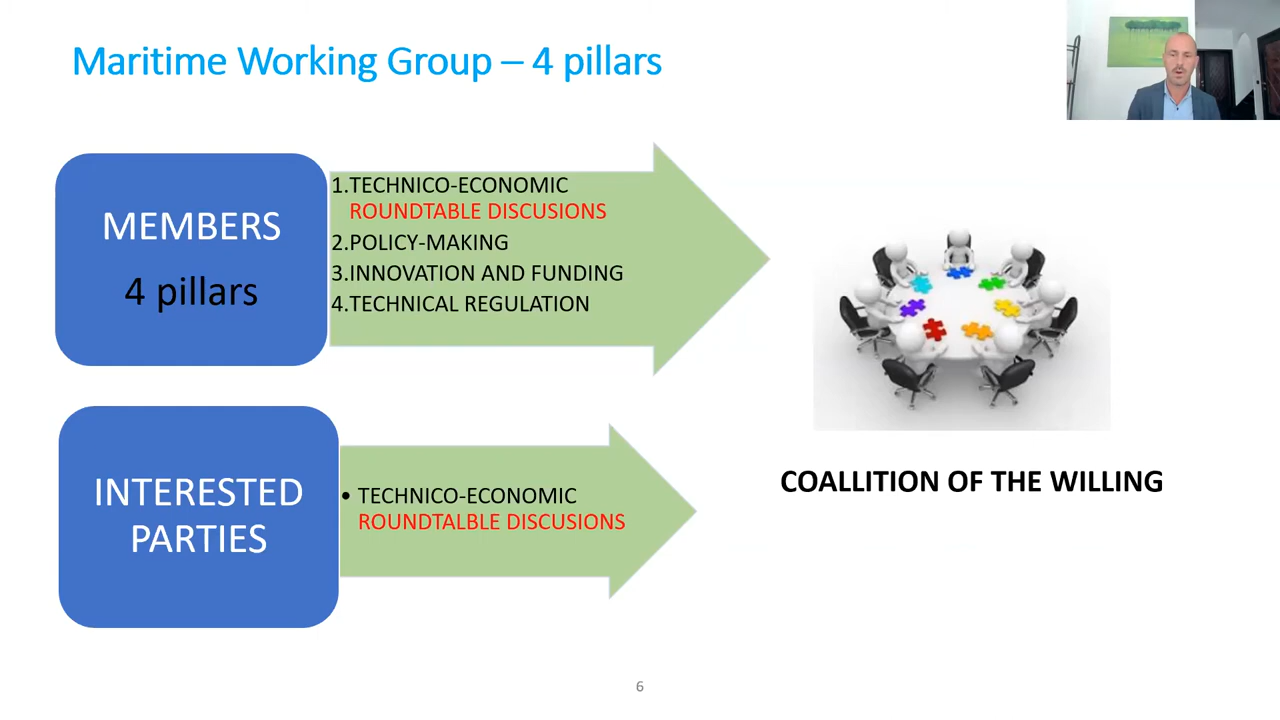 Maritime Working Group – 4 pillars
MEMBERS
4 pillars
1.TECHNICO-ECONOMIC
ROUNDTABLE DISCUSIONS
2.POLICY-MAKING
3.INNOVATION AND FUNDING
4.TECHNICAL REGULATION
INTERESTED
PARTIES
• TECHNICO-ECONOMIC
ROUNDTALBLE DISCUSIONS
COALLITION OF THE WILLING
6